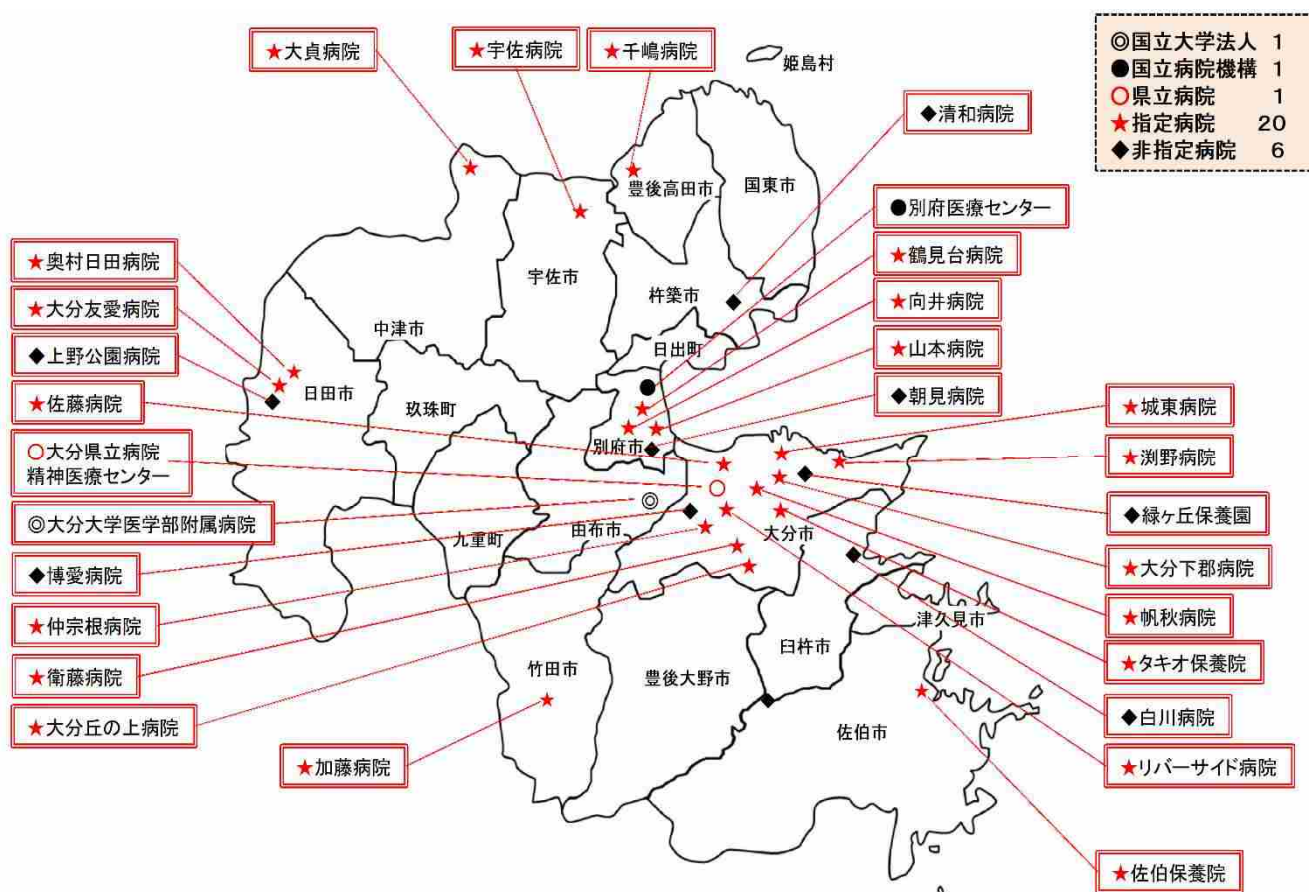 ★大貞病院
★宇佐病院
★千嶋病院
姫島村
◎国立大学法人 1
●国立病院機構 1
○県立病院 1
★指定病院 20
◆非指定病院 6
◆清和病院
豊後高田市
国東市
●別府医療センター
★鶴見台病院
★向井病院
★山本病院
◆朝見病院
宇佐市
杵築市
中津市
日出町
★奥村日田病院
★大分友愛病院
◆上野公園病院
★佐藤病院
○大分県立病院
精神医療センター
◎大分大学医学部附属病院
◆博愛病院
★仲宗根病院
★衛藤病院
★大分丘の上病院
日田市
玖珠町
別府市
九重町
由布市
大分市
★城東病院
★渕野病院
◆緑ヶ丘保養園
★大分下郡病院
★帆秋病院
★タキオ保養院
◆白川病院
★リバーサイド病院
津久見市
臼杵市
竹田市
豊後大野市
佐伯市
★加藤病院
★佐伯保養院